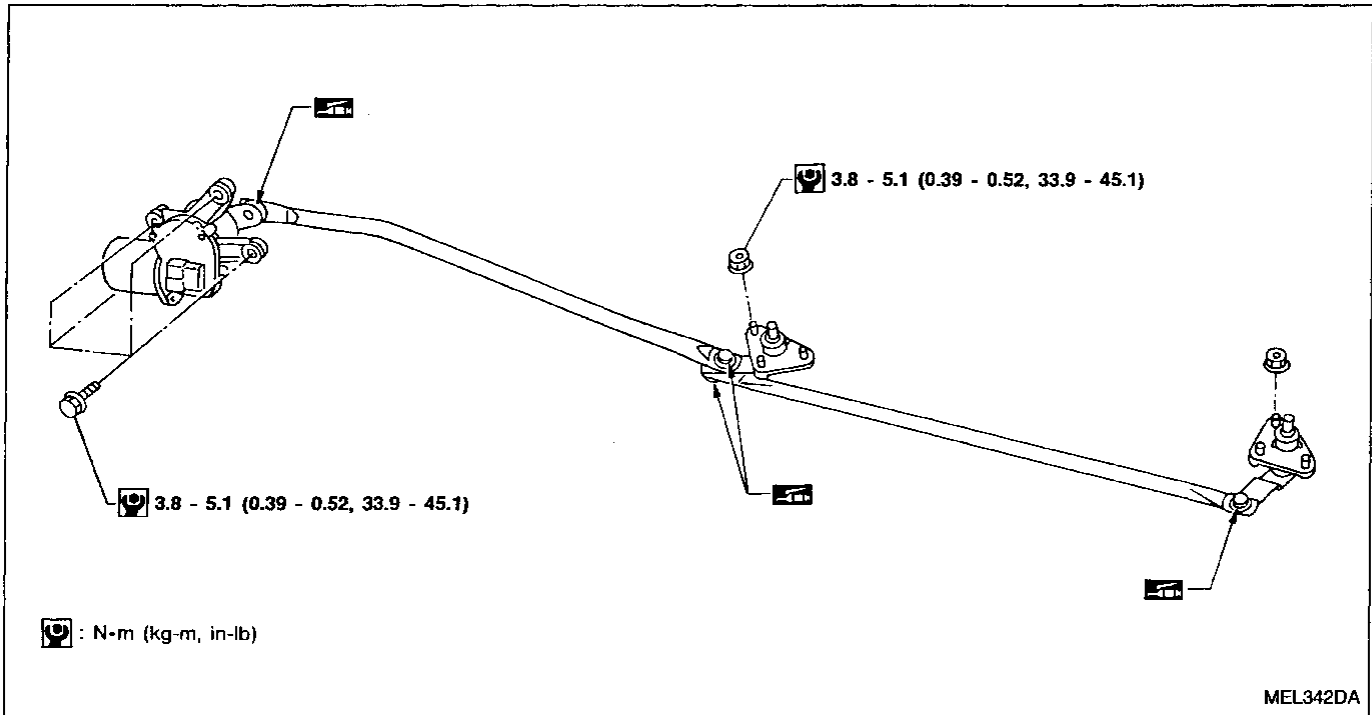 3.8 - 5.1 (0.39 - 0.52, 33.9 - 45.1)
3.8 - 5.1 (0.39 - 0.52, 33.9 - 45.1)
: N•m (kg-m, in-lb)
MEL342DA